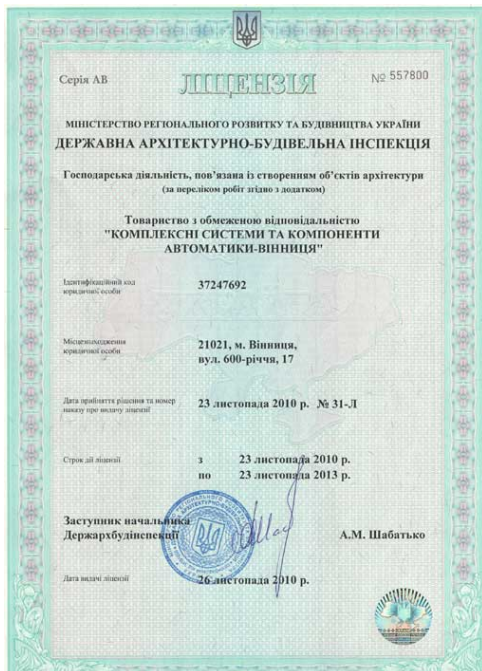 Серія АВ
ЛІЦЕНЗІЯ
№ 557800
МІНІСТЕРСТВО РЕГІОНАЛЬНОГО РОЗВИТКУ ТА БУДІВНИЦТВА УКРАЇНИ
ДЕРЖАВНА АРХІТЕКТУРНО-БУДІВЕЛЬНА ІНСПЕКЦІЯ
Господарська діяльність, пов'язана із створенням об'єктів архітектури
(за переліком робіт згідно з додатком)
Товариство з обмеженою відповідальністю
"КОМПЛЕКСНІ СИСТЕМИ ТА КОМПОНЕНТИ
АВТОМАТИКИ-ВІННИЦЯ"
Ідентифікаційний код
юридичної особи
37247692
Місцезнаходження
юридичної особи
21021, м. Вінниця,
вул. 600-річчя, 17
Дата прийняття рішення та номер
наказу про видачу ліцензії
23 листопада 2010 р. № 31-Л
Строк дії ліцензії
з 23 листопада 2010 р.
по 23 листопада 2013 р.
Заступник начальника
Держархбудінспекції
А.М. Шабатько
Дата видачі ліцензії
26 листопада 2010 р.